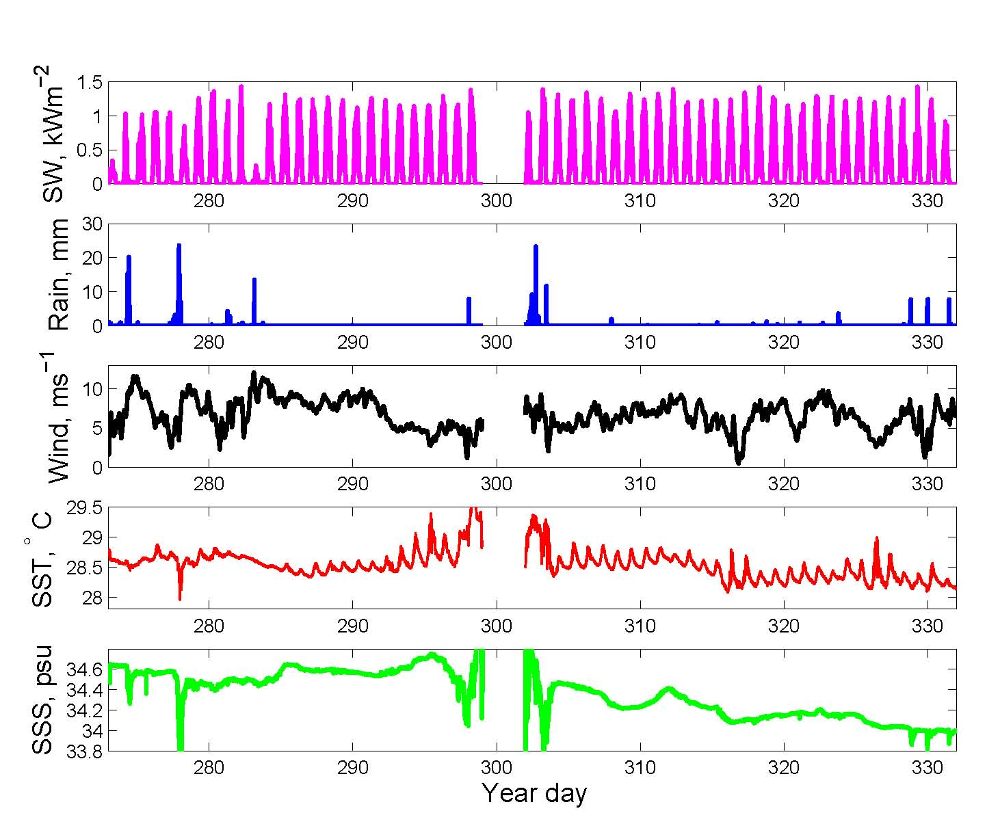 SW, kWm−2
1.5
1
0.5
0
280 290 300 310 320 330
Rain, mm
30
20
10
0
280 290 300 310 320 330
Wind, ms−1
10
5
0
280 290 300 310 320 330
SST, ° C
29.5
29
28.5
28
280 290 300 310 320 330
SSS, psu
34.6
34.4
34.2
34
33.8
280 290 300 310 320 330
Year day